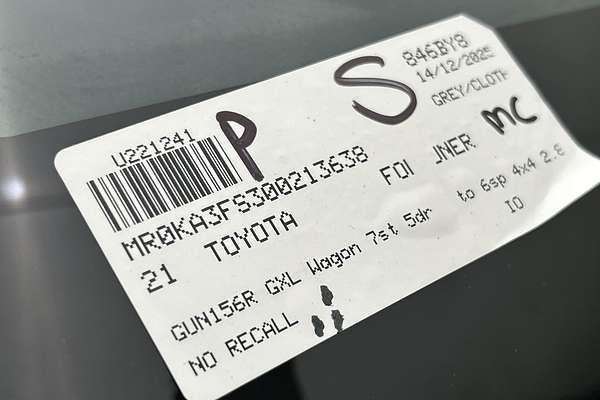 846BY8
14/12/2025
GREY/CLOTH
U221241
P S MC
MR0KA3FS300213638
21 TOYOTA
GUN156R GXL Wagon 7st 5dr to 6sp 4x4 2.8
NO RECALL
IO